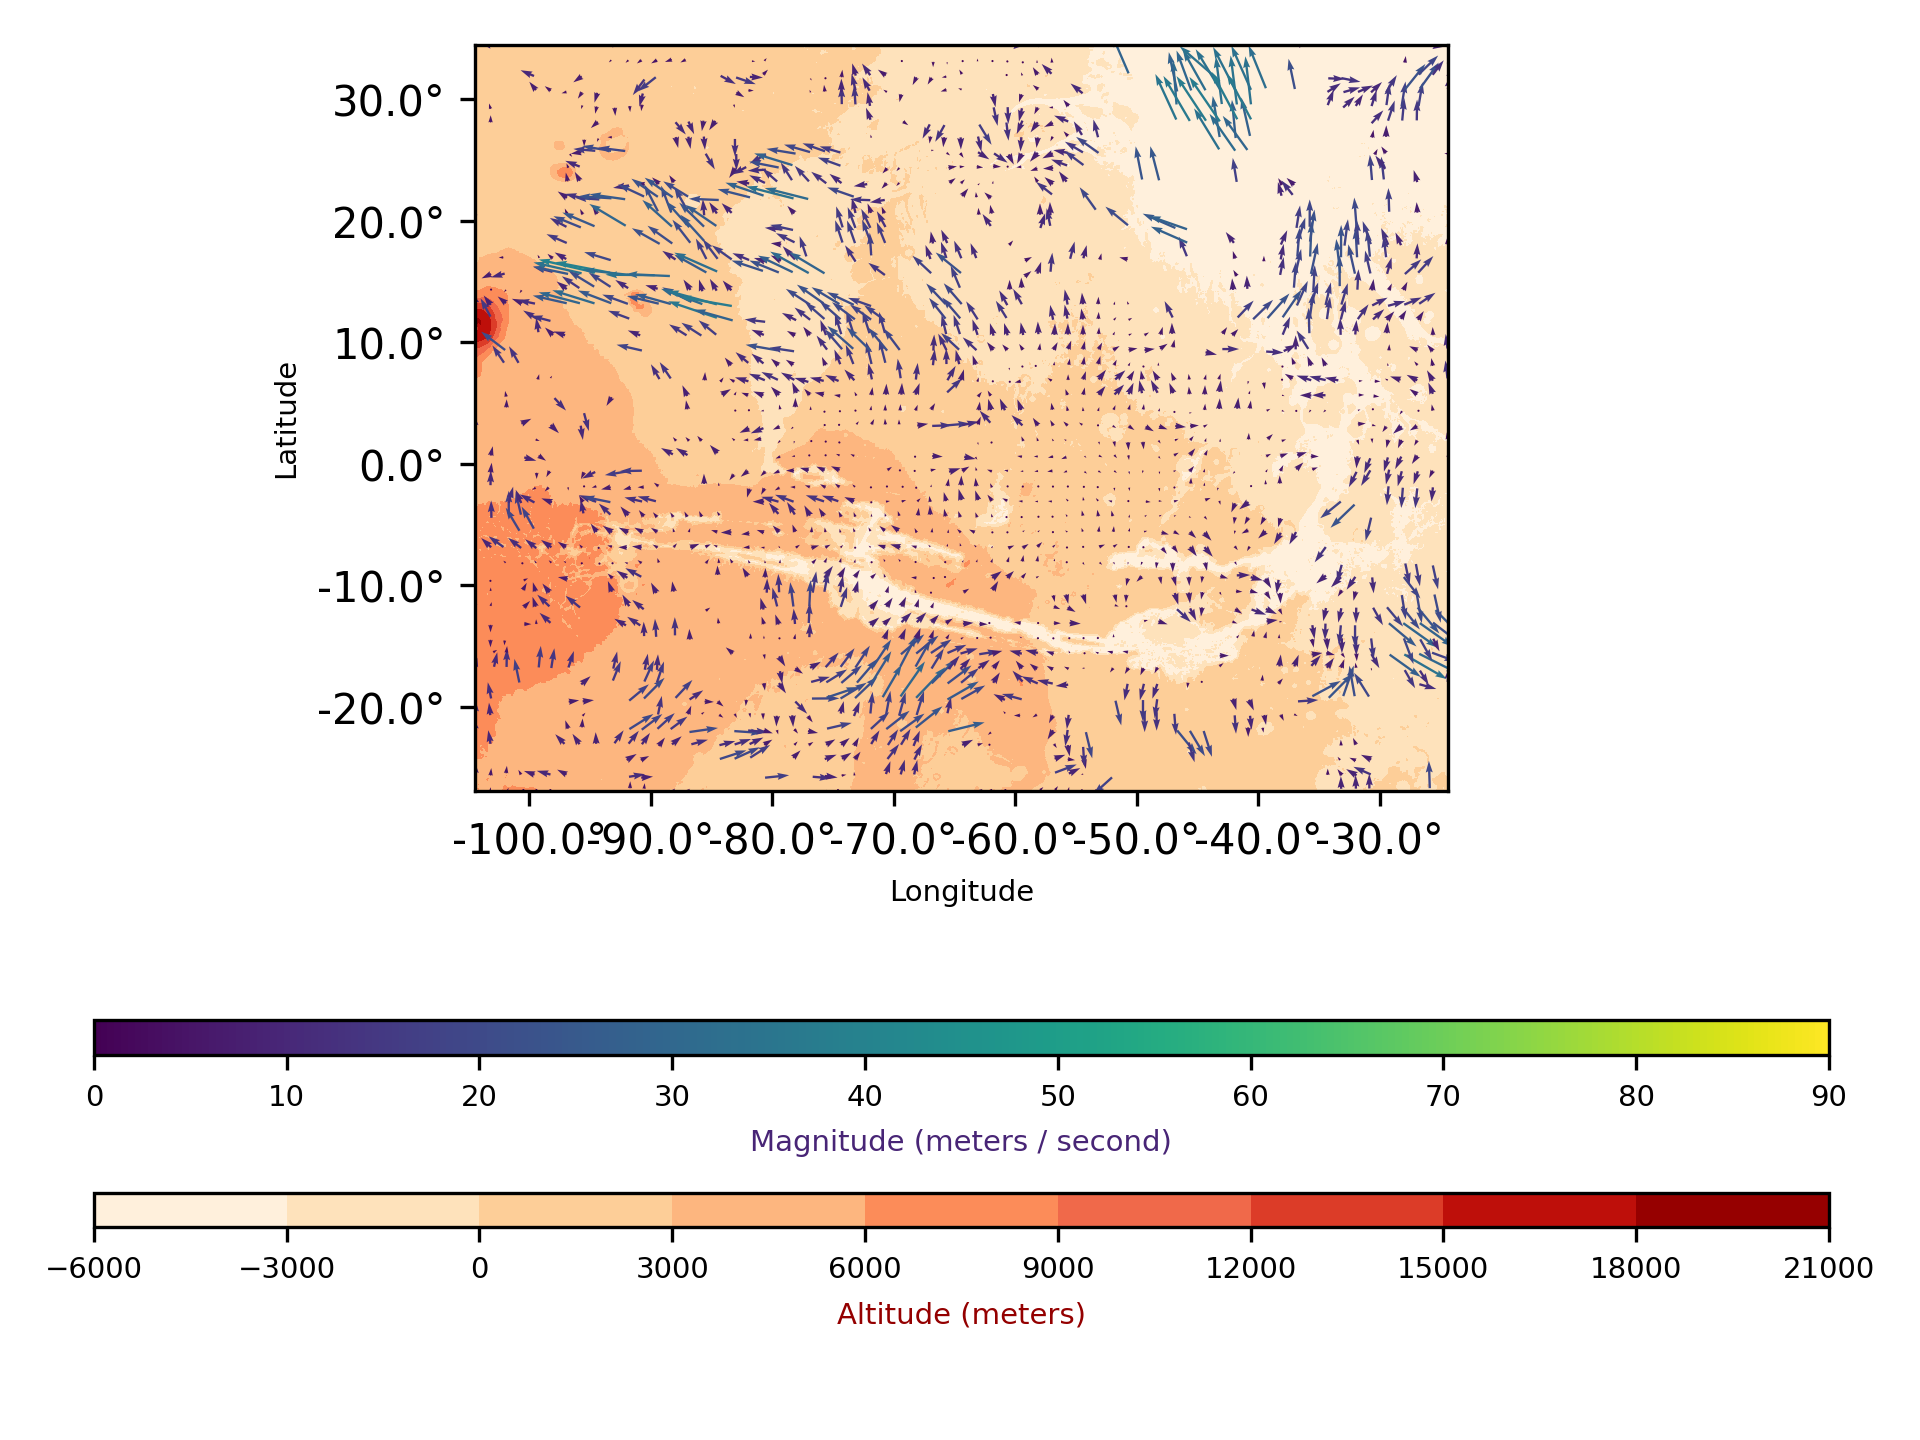 30.0°
20.0°
10.0°
0.0°
-10.0°
-20.0°
Latitude
-100.0° -90.0° -80.0° -70.0° -60.0° -50.0° -40.0° -30.0°
Longitude
0 10 20 30 40 50 60 70 80 90
Magnitude (meters / second)
−6000 −3000 0 3000 6000 9000 12000 15000 18000 21000
Altitude (meters)